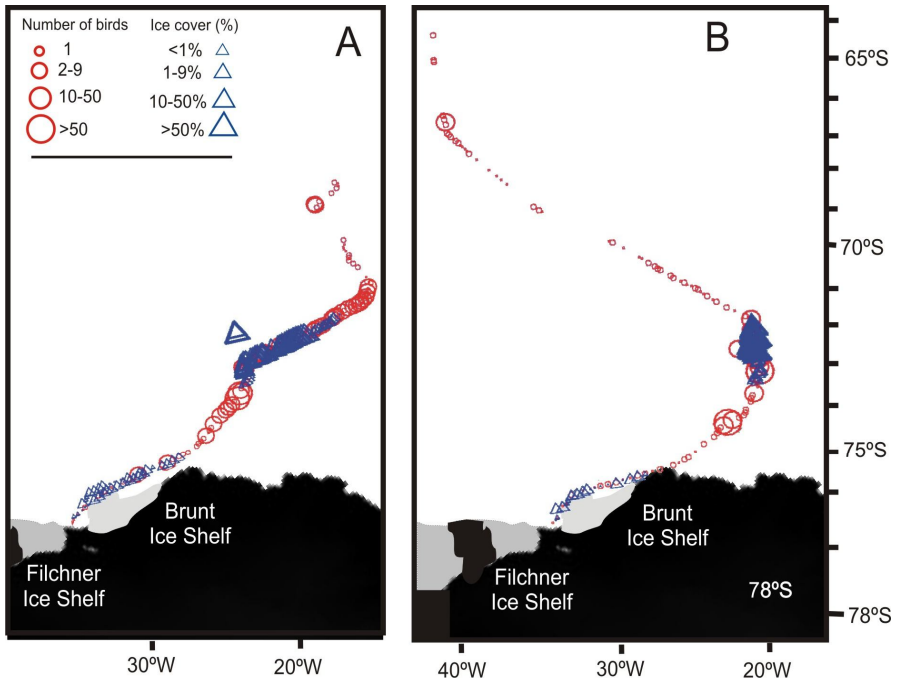 Number of birds Ice cover (%)
1 <1%
2-9 1-9%
10-50 10-50%
>50 >50%
A
B
65ºS
70ºS
75ºS
78ºS
Brunt
Ice Shelf
Filchner
Ice Shelf
Brunt
Ice Shelf
Filchner
Ice Shelf
78ºS
30ºW 20ºW
40ºW 30ºW 20ºW